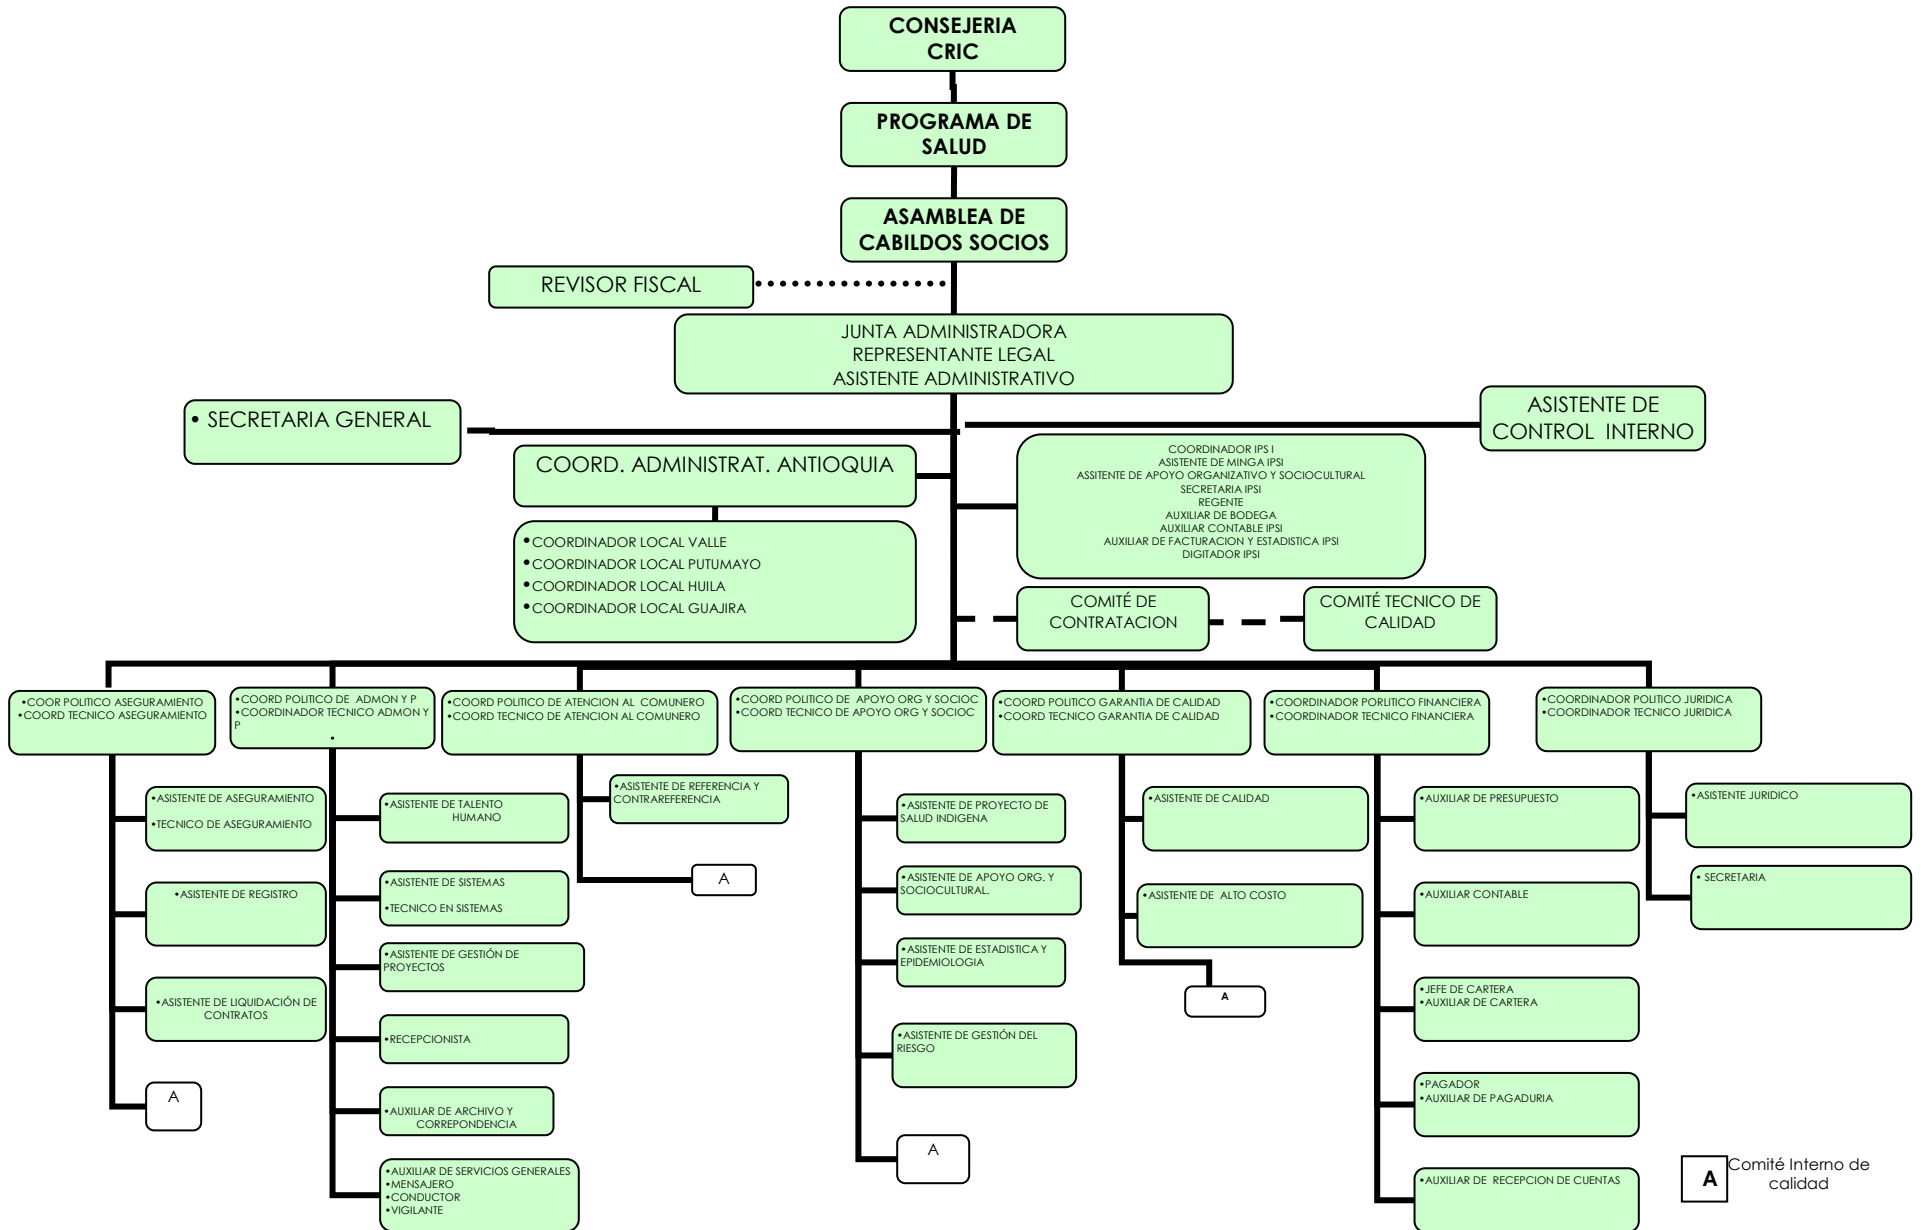 CONSEJERIA
CRIC
PROGRAMA DE
SALUD
ASAMBLEA DE
CABILDOS SOCIOS
REVISOR FISCAL
JUNTA ADMINISTRADORA
REPRESENTANTE LEGAL
ASISTENTE ADMINISTRATIVO
• SECRETARIA GENERAL
ASISTENTE DE
CONTROL INTERNO
COORD. ADMINISTRAT. ANTIOQUIA
COORDINADOR IPS I
ASISTENTE DE MINGA IPSI
ASSITENTE DE APOYO ORGANIZATIVO Y SOCIOCULTURAL
SECRETARIA IPSI
REGENTE
AUXILIAR DE BODEGA
AUXILIAR CONTABLE IPSI
AUXILIAR DE FACTURACION Y ESTADISTICA IPSI
DIGITADOR IPSI
•COORDINADOR LOCAL VALLE
•COORDINADOR LOCAL PUTUMAYO
•COORDINADOR LOCAL HUILA
•COORDINADOR LOCAL GUAJIRA
COMITÉ DE
CONTRATACION
COMITÉ TECNICO DE
CALIDAD
•COOR POLITICO ASEGURAMIENTO
•COORD TECNICO ASEGURAMIENTO
•COORD POLITICO DE ADMON Y P
•COORDINADOR TECNICO ADMON Y
P
•
•COORD POLITICO DE ATENCION AL COMUNERO
•COORD TECNICO DE ATENCION AL COMUNERO
•COORD POLITICO DE APOYO ORG Y SOCIOC
•COORD TECNICO DE APOYO ORG Y SOCIOC
•COORD POLITICO GARANTIA DE CALIDAD
•COORD TECNICO GARANTIA DE CALIDAD
•COORDINADOR PORLITICO FINANCIERA
•COORDINADOR TECNICO FINANCIERA
•COORDINADOR POLITICO JURIDICA
•COORDINADOR TECNICO JURIDICA
•ASISTENTE DE ASEGURAMIENTO
•TECNICO DE ASEGURAMIENTO
•ASISTENTE DE REGISTRO
•ASISTENTE DE LIQUIDACIÓN DE
CONTRATOS
A
•ASISTENTE DE TALENTO
HUMANO
•ASISTENTE DE SISTEMAS
•TECNICO EN SISTEMAS
•ASISTENTE DE GESTIÓN DE
PROYECTOS
•RECEPCIONISTA
•AUXILIAR DE ARCHIVO Y
CORREPONDENCIA
•AUXILIAR DE SERVICIOS GENERALES
•MENSAJERO
•CONDUCTOR
•VIGILANTE
•ASISTENTE DE REFERENCIA Y
CONTRAREFERENCIA
A
•ASISTENTE DE PROYECTO DE
SALUD INDIGENA
•ASISTENTE DE APOYO ORG. Y
SOCIOCULTURAL.
•ASISTENTE DE ESTADISTICA Y
EPIDEMIOLOGIA
•ASISTENTE DE GESTIÓN DEL
RIESGO
A
•ASISTENTE DE CALIDAD
•ASISTENTE DE ALTO COSTO
A
•AUXILIAR DE PRESUPUESTO
•AUXILIAR CONTABLE
•JEFE DE CARTERA
•AUXILIAR DE CARTERA
•PAGADOR
•AUXILIAR DE PAGADURIA
•AUXILIAR DE RECEPCION DE CUENTAS
•ASISTENTE JURIDICO
• SECRETARIA
A
Comité Interno de
calidad